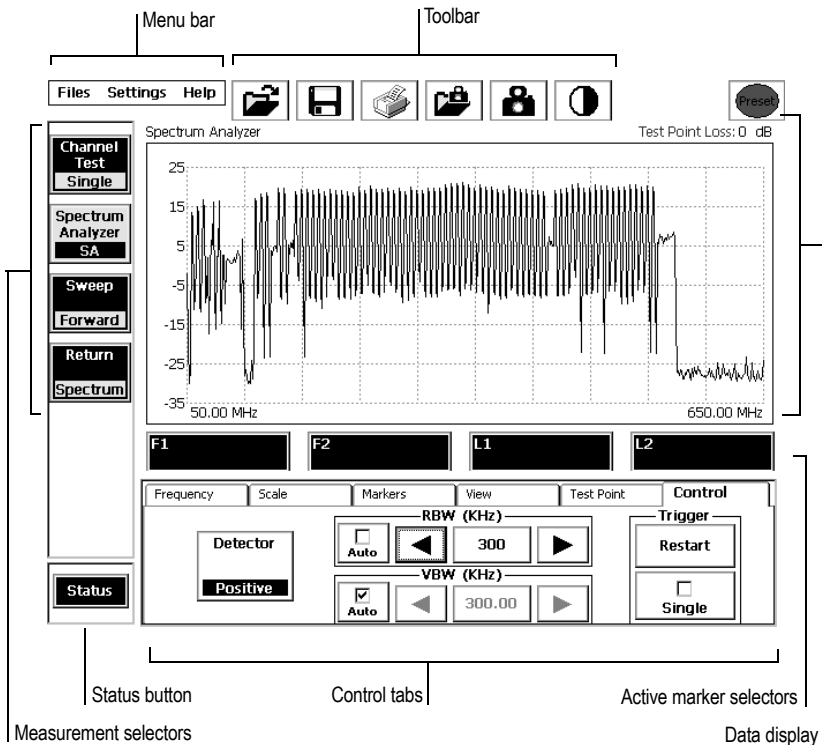 Menu bar
Toolbar
Files Settings Help
Preset
Spectrum Analyzer
Test Point Loss: 0 dB
Channel
Test
Single
Spectrum
Analyzer
SA
Sweep
Forward
Return
Spectrum
25
15
5
-5
-15
-25
-35
50.00 MHz
650.00 MHz
F1
F2
L1
L2
Frequency
Scale
Markers
View
Test Point
Control
Detector
Positive
RBW (KHz)
Auto
300
VBW (KHz)
Auto
300.00
Trigger
Restart
Single
Status
Status button
Control tabs
Active marker selectors
Measurement selectors
Data display